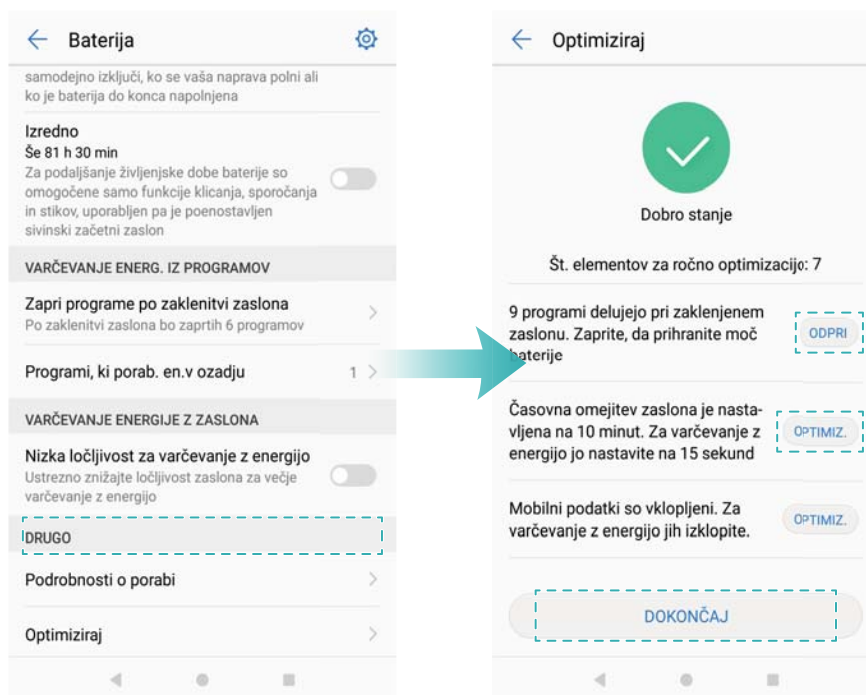 Baterija
samodejno izključi, ko se vaša naprava polni ali
ko je baterija do konca napolnjena
Izredno
Še 81 h 30 min
Za podaljšanje življenjske dobe baterije so
omogočene samo funkcije klicanja, sporočanja
in stikov, uporabljen pa je poenostavljen
sivinski začetni zaslon
VARČEVANJE ENERG. IZ PROGRAMOV
Zapri programe po zaklenitvi zaslona
Po zaklenitvi zaslona bo zaprtih 6 programov
Programi, ki porab. en.v ozadju 1
VARČEVANJE ENERGIJE Z ZASLONA
Nizka ločljivost za varčevanje z energijo
Ustrezno znižajte ločljivost zaslona za večje
varčevanje z energijo
DRUGO
Podrobnosti o porabi
Optimiziraj
Optimiziraj
Dobro stanje
Št. elementov za ročno optimizacijo: 7
9 programi delujejo pri zaklenjenem
zaslonu. Zaprite, da prihranite moč
baterije
ODPRI
Časovna omejitev zaslona je nasta-
vljena na 10 minut. Za varčevanje z
energijo jo nastavite na 15 sekund
OPTIMIZ.
Mobilni podatki so vklopljeni. Za
varčevanje z energijo jih izklopite.
OPTIMIZ.
DOKONČAJ